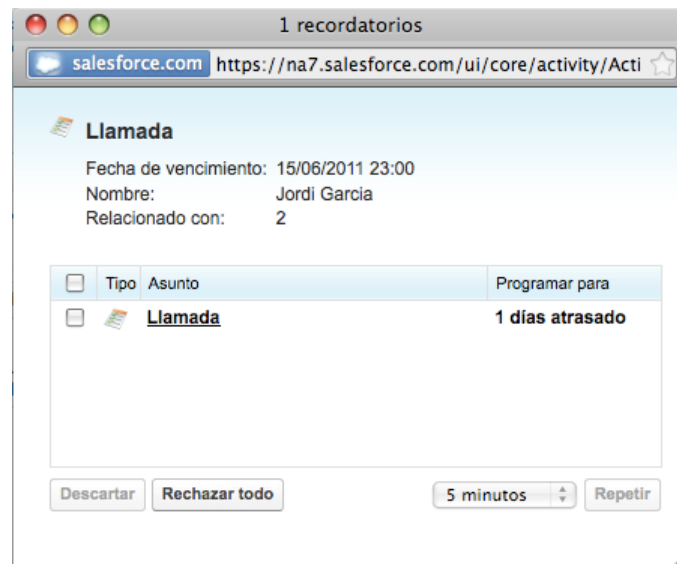 1 recordatorios
salesforce.com https://na7.salesforce.com/ui/core/activity/Acti
Llamada
Fecha de vencimiento: 15/06/2011 23:00
Nombre: Jordi Garcia
Relacionado con: 2
Tipo Asunto Programar para
Llamada 1 días atrasado
Descartar Rechazar todo 5 minutos Repetir